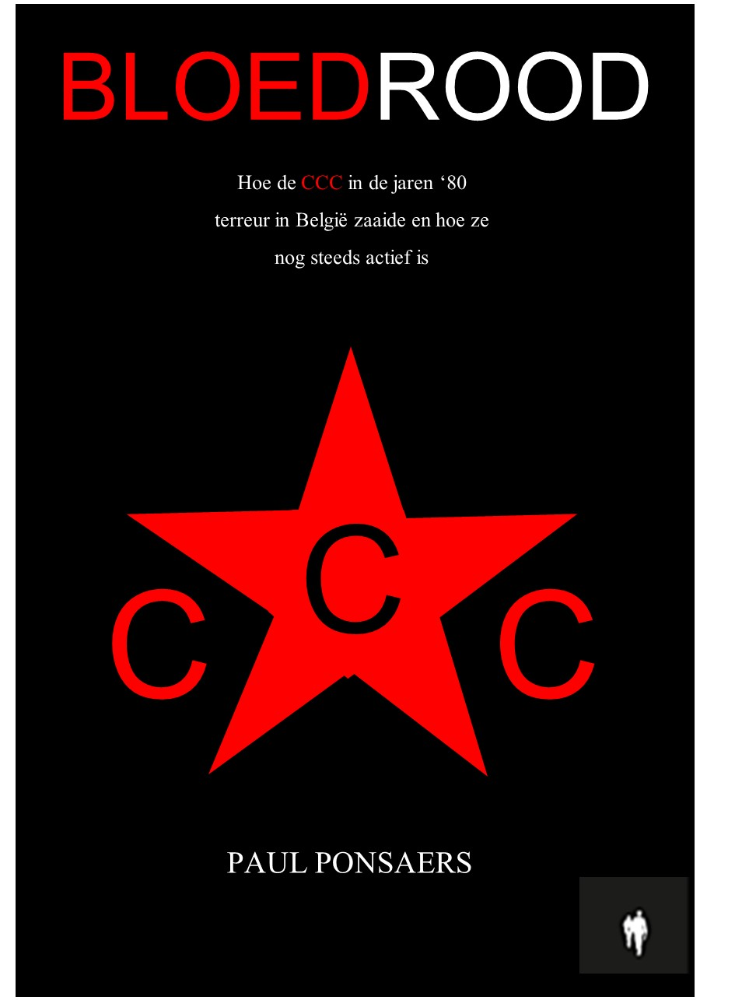 BLOEDROOD
Hoe de CCC in de jaren ‘80
terreur in België zaaide en hoe ze
nog steeds actief is
C
C C
PAUL PONSAERS